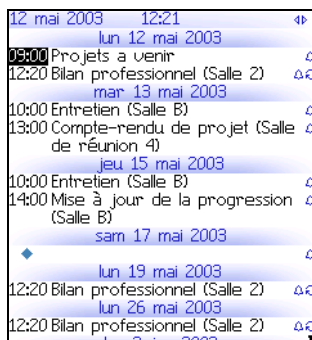 12 mai 2003 12:21
lun 12 mai 2003
09:00 Projets a venir
12:20 Bilan professionnel (Salle 2)
mar 13 mai 2003
10:00 Entretien (Salle B)
13:00 Compte-rendu de projet (Salle
de réunion 4)
jeu 15 mai 2003
10:00 Entretien (Salle B)
14:00 Mise à jour de la progression
(Salle B)
sam 17 mai 2003
lun 19 mai 2003
12:20 Bilan professionnel (Salle 2)
lun 26 mai 2003
12:20 Bilan professionnel (Salle 2)